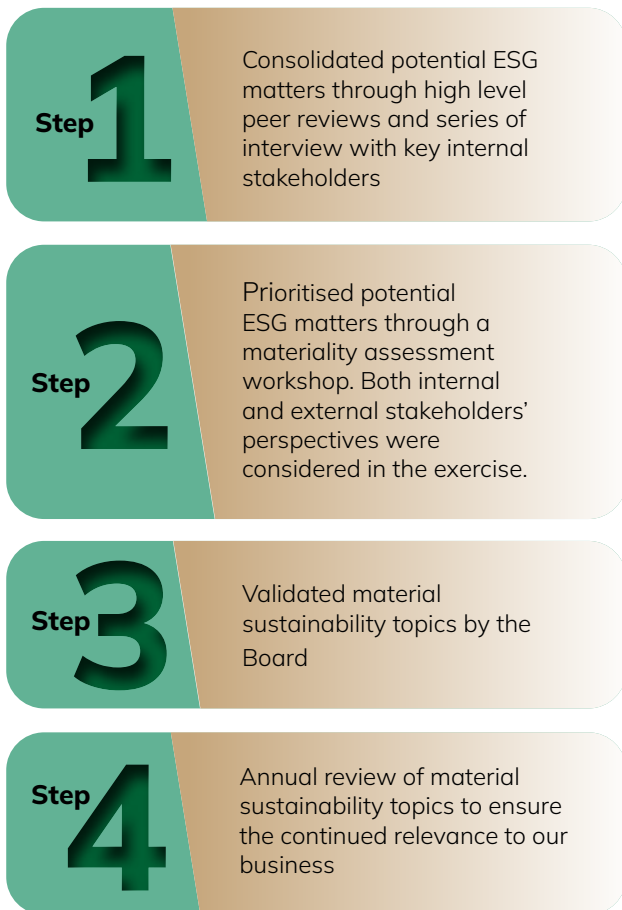 Step 1
Consolidated potential ESG
matters through high level
peer reviews and series of
interview with key internal
stakeholders
Step 2
Prioritised potential
ESG matters through a
materiality assessment
workshop. Both internal
and external stakeholders’
perspectives were
considered in the exercise.
Step 3
Validated material
sustainability topics by the
Board
Step 4
Annual review of material
sustainability topics to ensure
the continued relevance to our
business